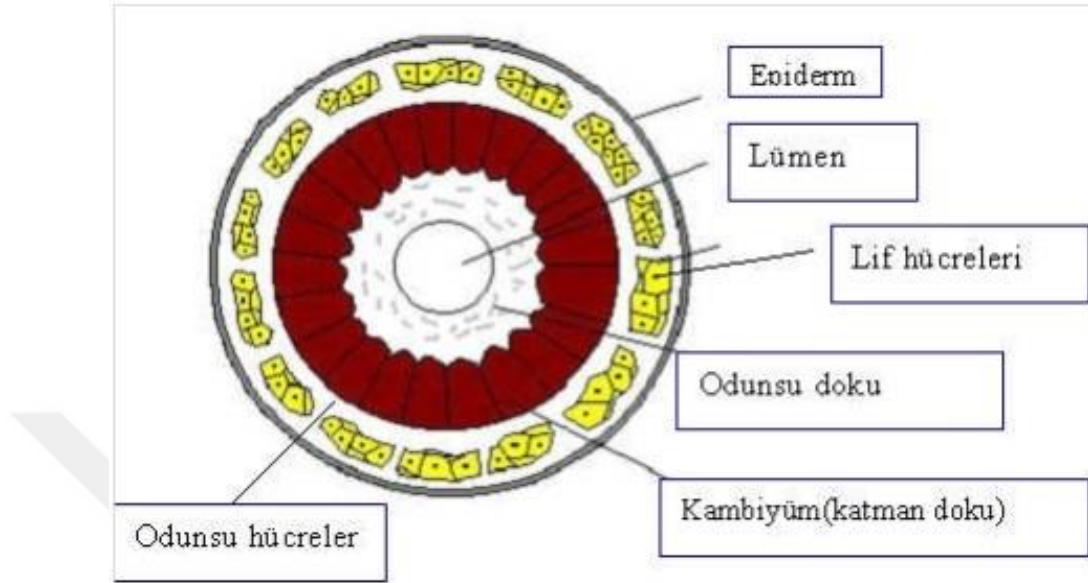 Epiderm
Lümen
Lif hücreleri
Odunsu doku
Kambiyüm(katman doku)
Odunsu hücreler